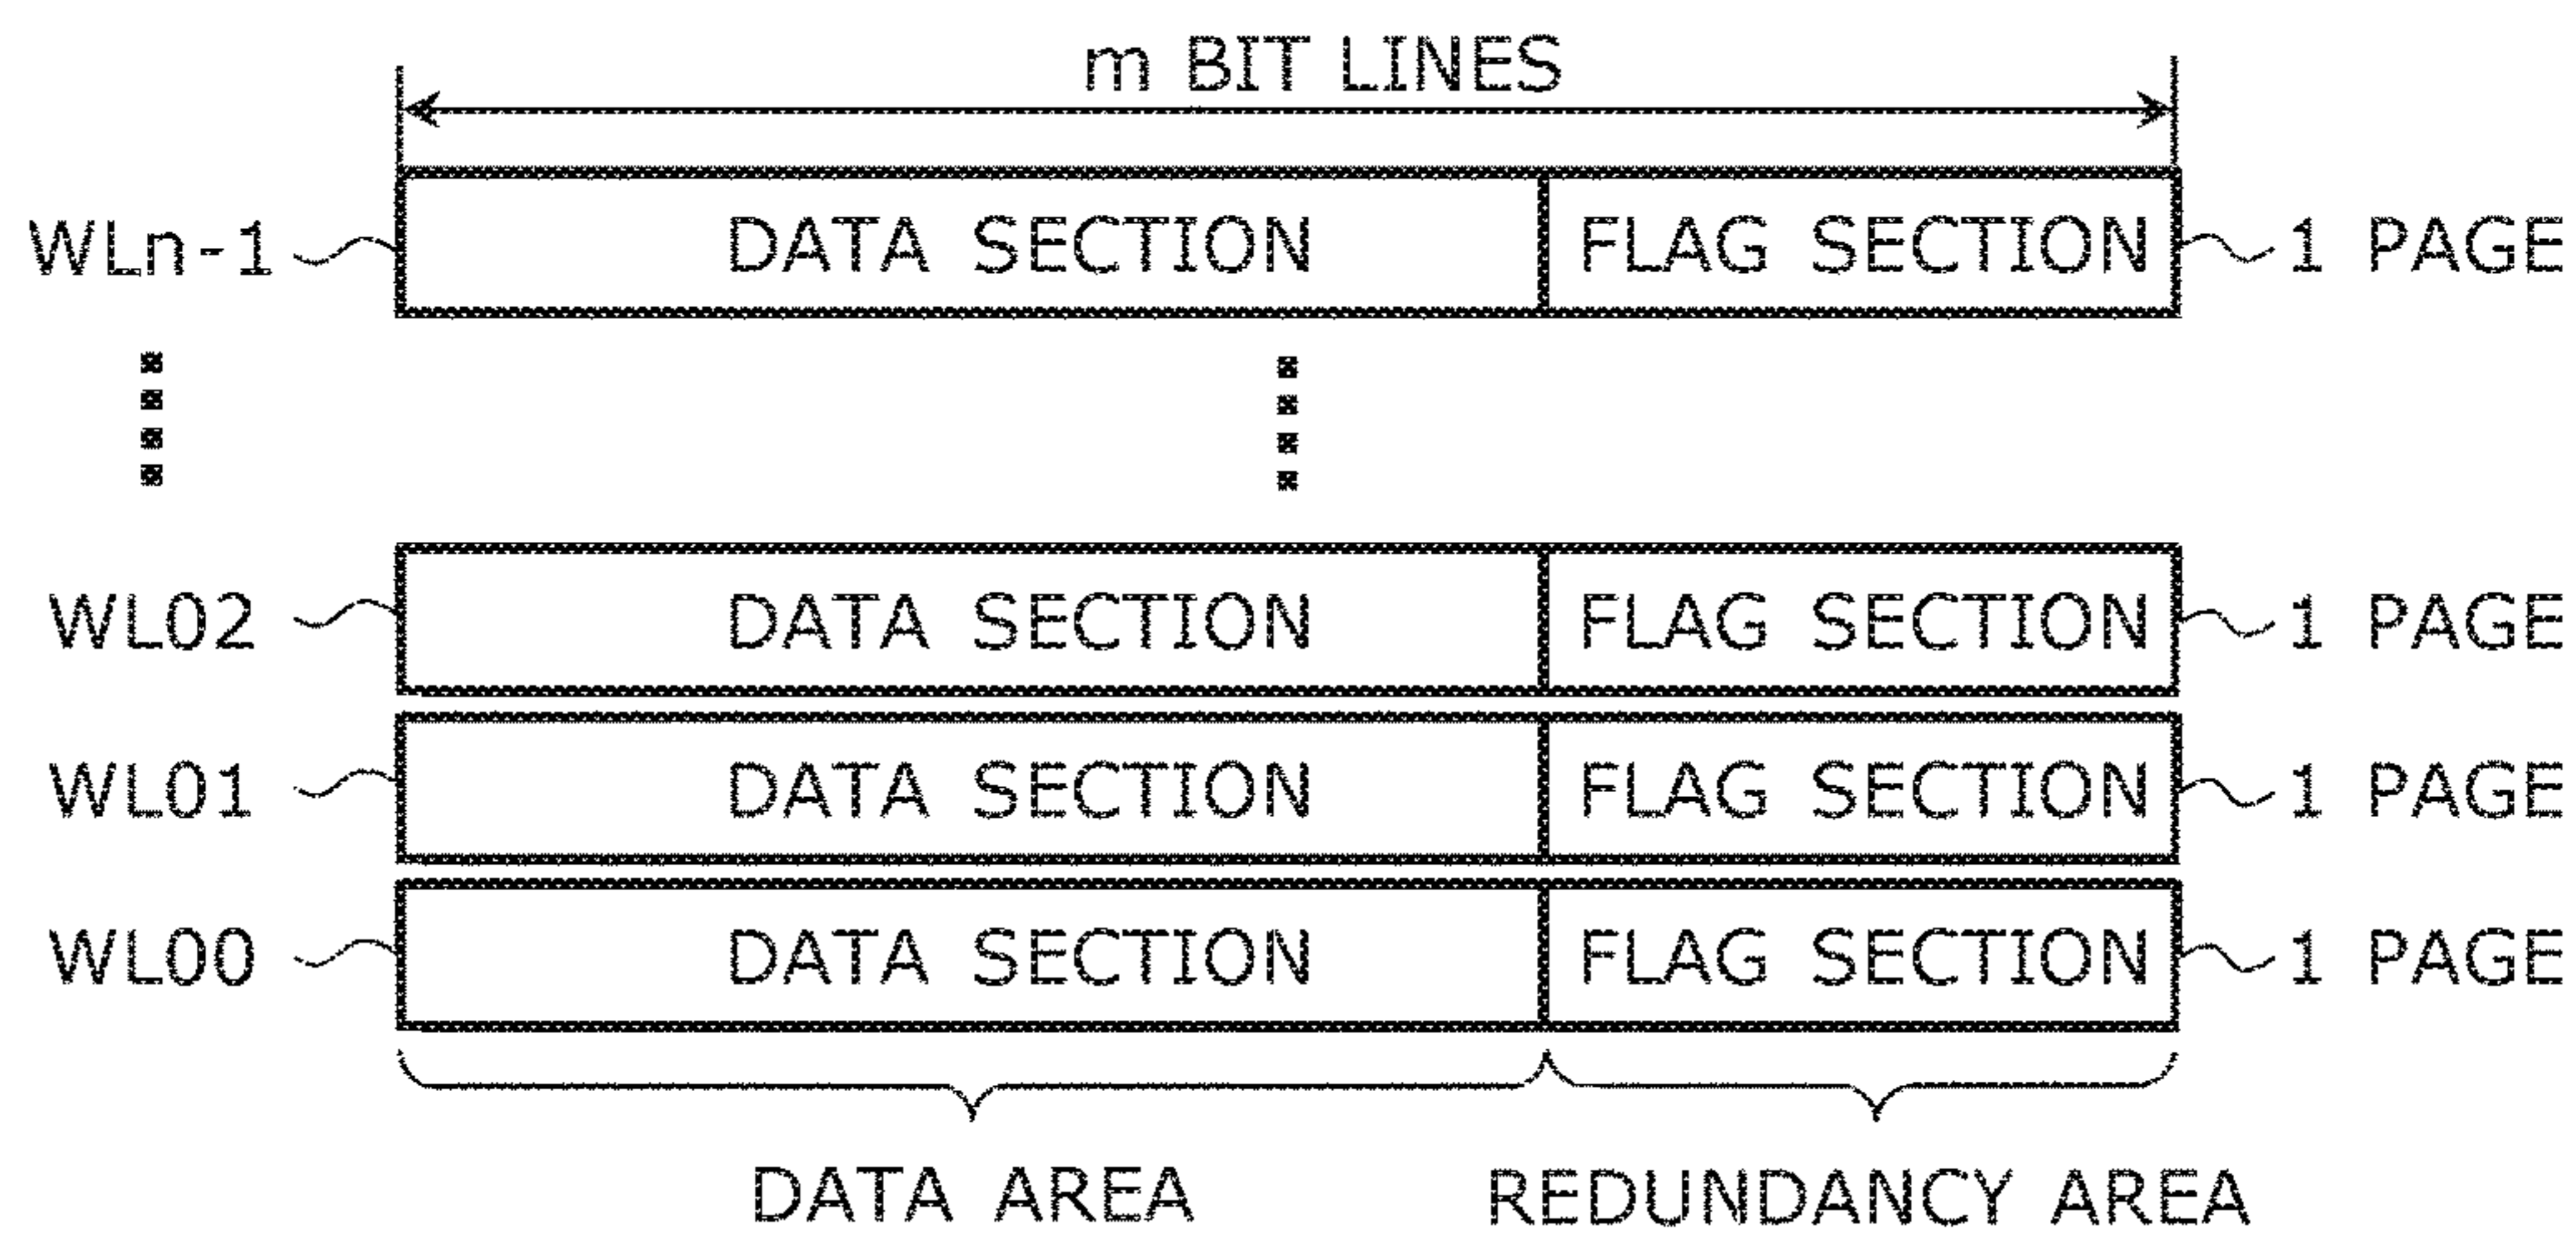 m BIT LINES
WLn-1 DATA SECTION FLAG SECTION 1 PAGE
WL02 DATA SECTION FLAG SECTION 1 PAGE
WL01 DATA SECTION FLAG SECTION 1 PAGE
WL00 DATA SECTION FLAG SECTION 1 PAGE
DATA AREA REDUNDANCY AREA